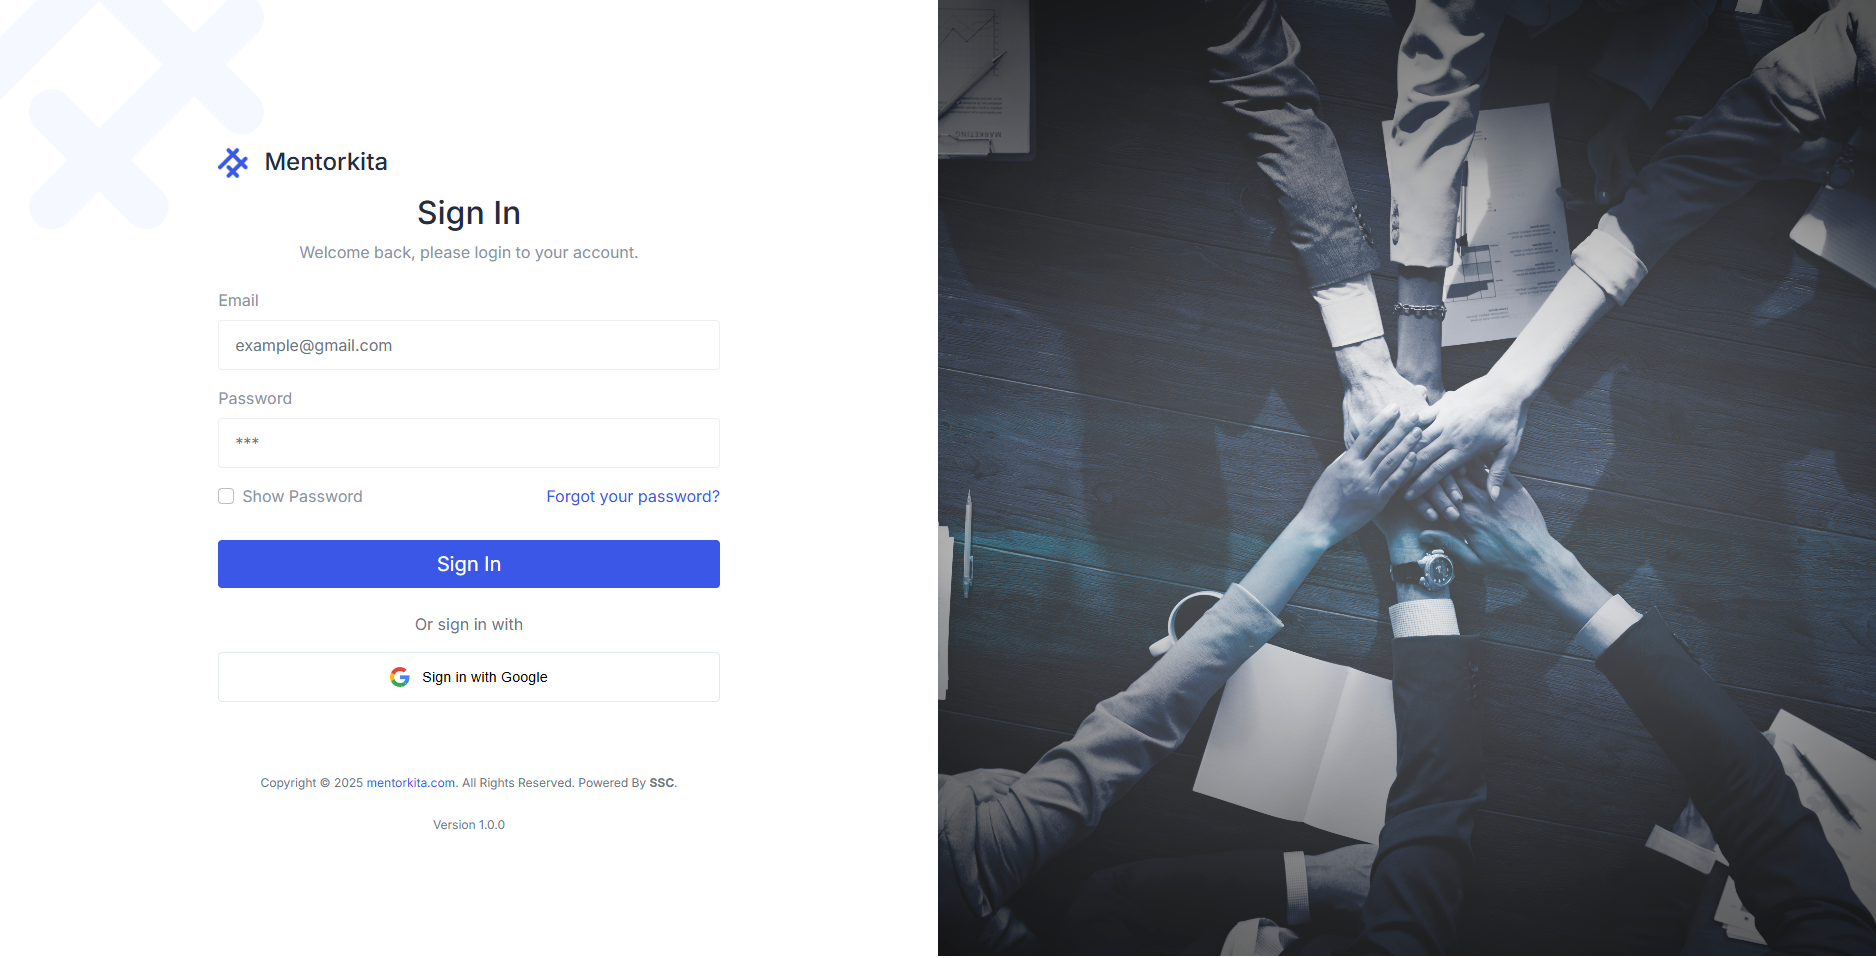 Mentorkita
Sign In
Welcome back, please login to your account.
Email
example@gmail.com
Password
***
Show Password
Forgot your password?
Sign In
Or sign in with
Sign in with Google
Copyright © 2025 mentorkita.com. All Rights Reserved. Powered By SSC.
Version 1.0.0
MARKETING